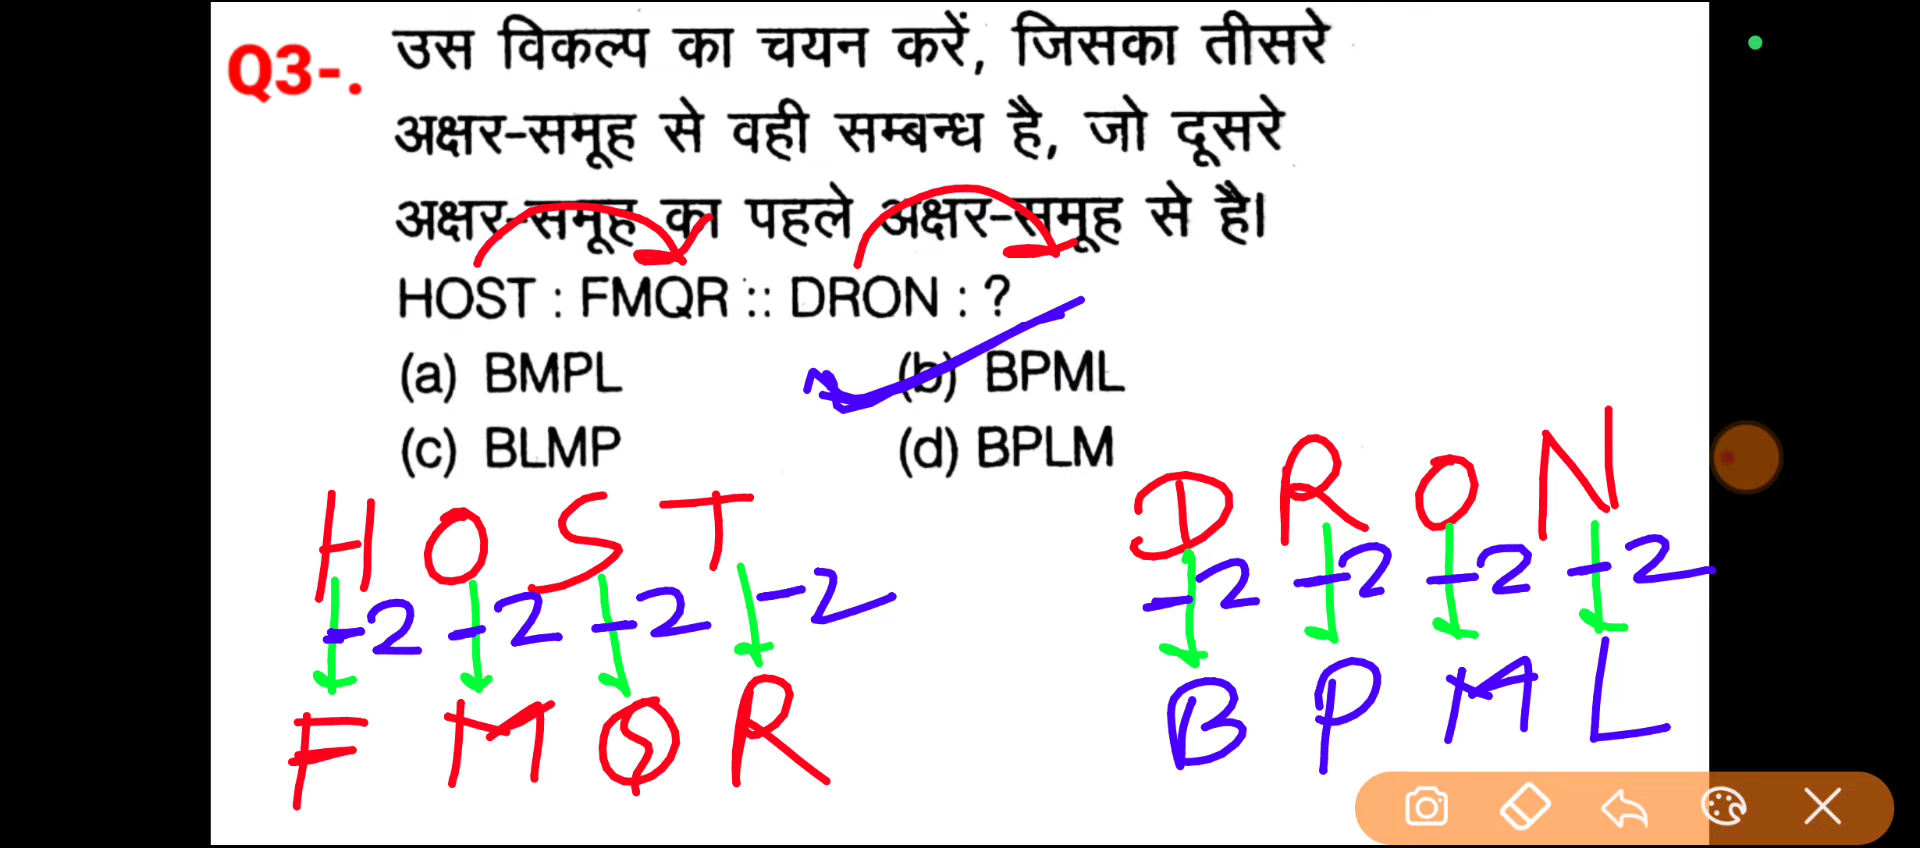 Q3-. उस विकल्प का चयन करें, जिसका तीसरे
अक्षर-समूह से वही सम्बन्ध है, जो दूसरे
अक्षर-समूह का पहले अक्षर-समूह से है।
HOST : FMQR :: DRON : ?
(a) BMPL (b) BPML
(c) BLMP (d) BPLM
H O S T
-2 -2 -2 -2
F M Q R
D R O N
-2 -2 -2 -2
B P M L